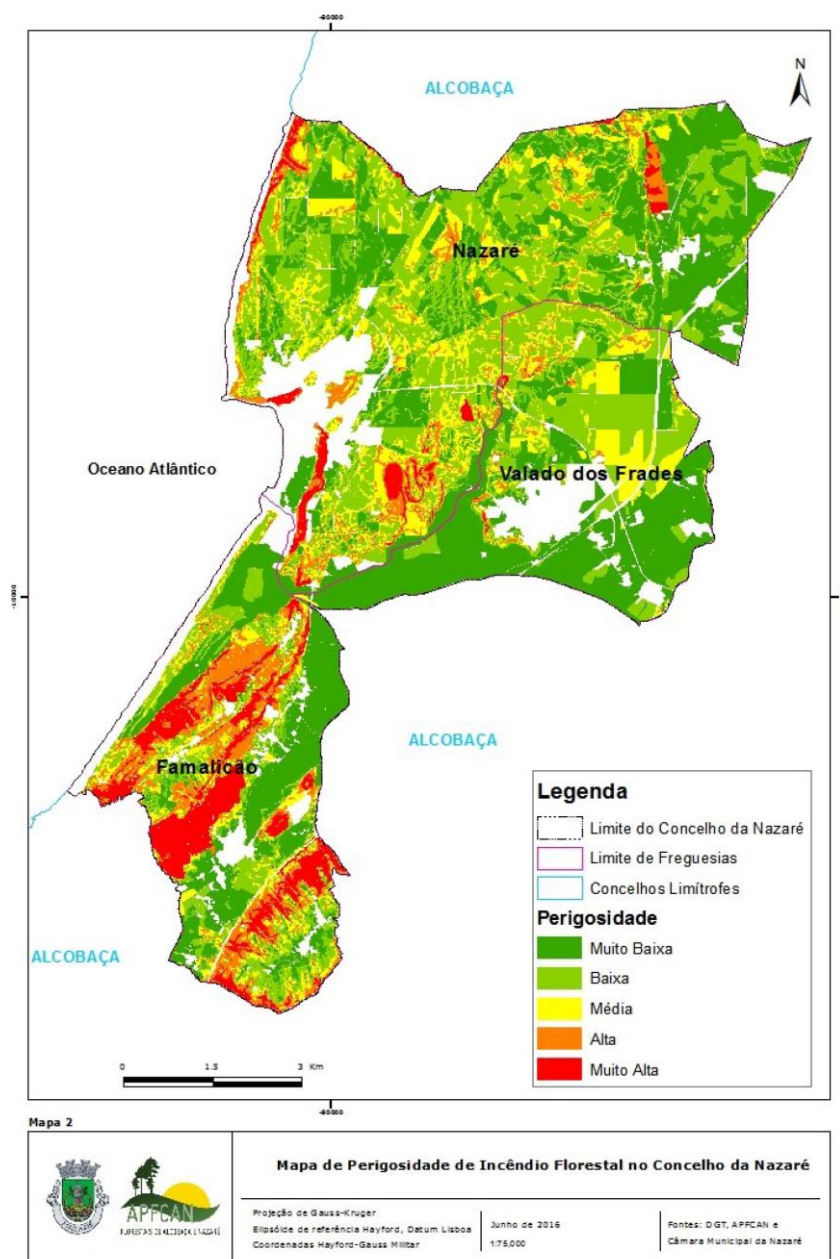 -80000
N
ALCOBAÇA
Nazaré
Oceano Atlântico
Valado dos Frades
-10000
ALCOBAÇA
Famalicão
ALCOBAÇA
Legenda
Limite do Concelho da Nazaré
Limite de Freguesias
Concelhos Limítrofes
Perigosidade
Muito Baixa
Baixa
Média
Alta
Muito Alta
0 1.5 3 Km
-80000
Mapa 2
Mapa de Perigosidade de Incêndio Florestal no Concelho da Nazaré
APFCAN
Projeção de Gauss-Kruger
Elipsóide de referência Hayford, Datum Lisboa
Coordenadas Hayford-Gauss Militar
Junho de 2016
1:75,000
Fontes: DGT, APFCAN e
Câmara Municipal da Nazaré